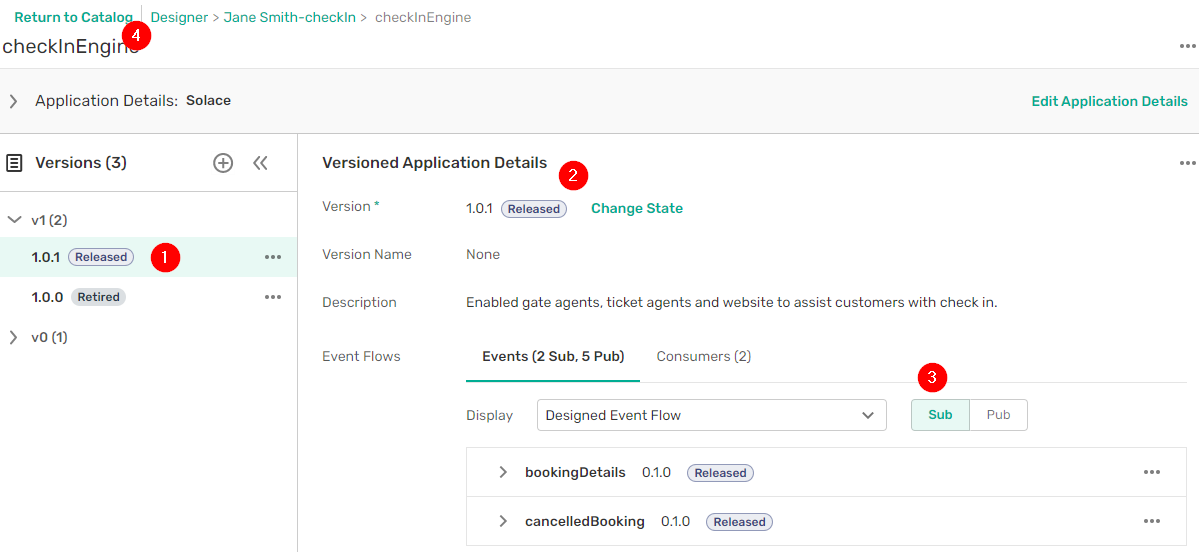 Return to Catalog Designer > Jane Smith-checkIn > checkInEngine
4
checkInEngine
Application Details: Solace Edit Application Details
Versions (3)
v1 (2)
1.0.1 Released 1
1.0.0 Retired
v0 (1)
Versioned Application Details
2
Version * 1.0.1 Released Change State
Version Name None
Description Enabled gate agents, ticket agents and website to assist customers with check in.
Event Flows Events (2 Sub, 5 Pub) Consumers (2)
3
Display Designed Event Flow Sub Pub
bookingDetails 0.1.0 Released
cancelledBooking 0.1.0 Released